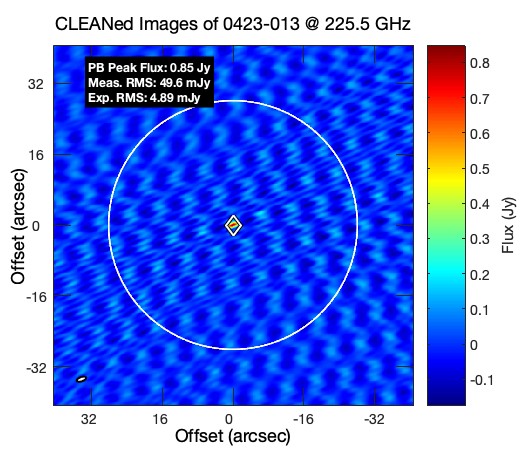 CLEANed Images of 0423-013 @ 225.5 GHz
PB Peak Flux: 0.85 Jy
Meas. RMS: 49.6 mJy
Exp. RMS: 4.89 mJy
32
16
0
-16
-32
Offset (arcsec)
32
16
0
-16
-32
Offset (arcsec)
0.8
0.7
0.6
0.5
0.4
0.3
0.2
0.1
0
-0.1
Flux (Jy)